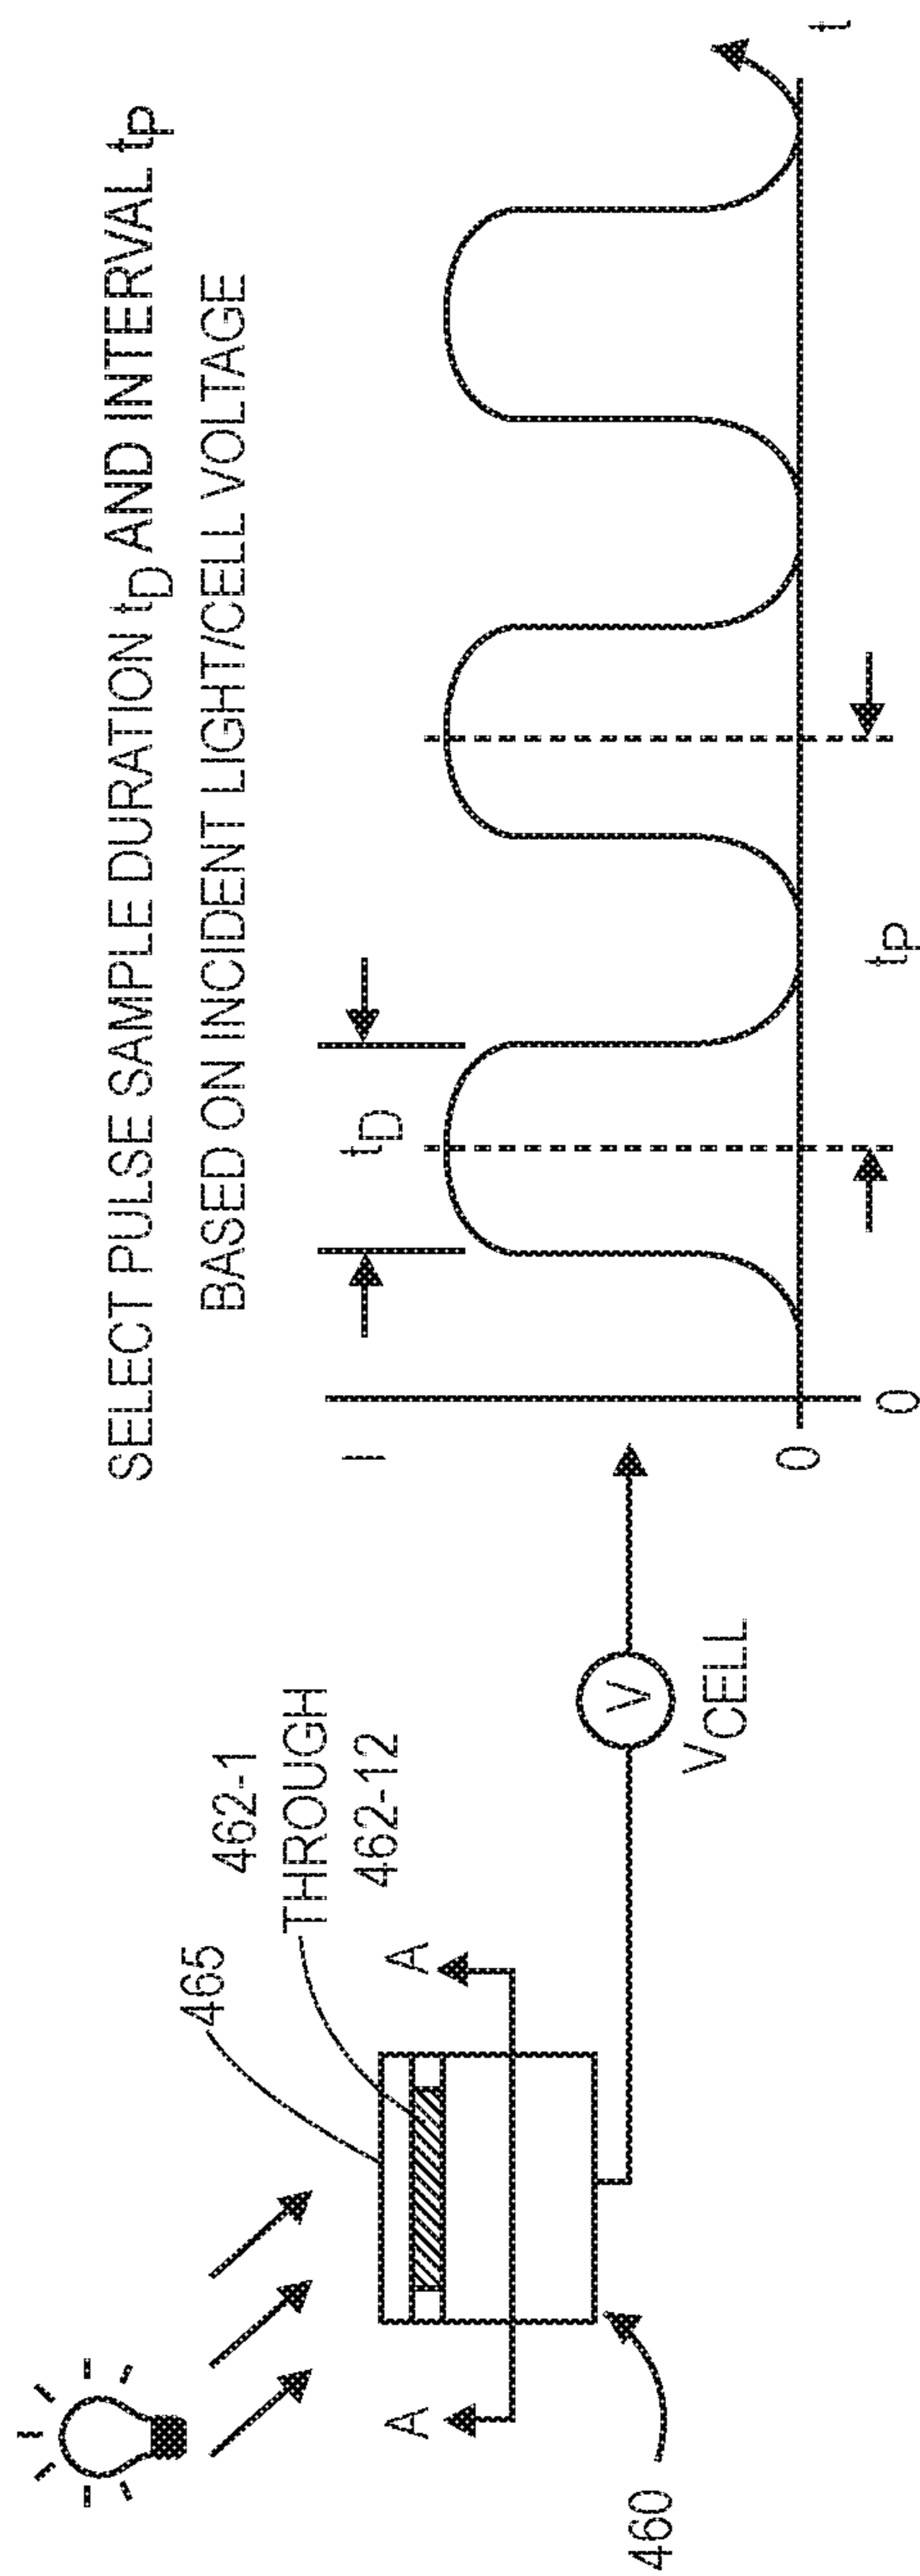 SELECT PULSE SAMPLE DURATION tD AND INTERVAL tP
BASED ON INCIDENT LIGHT/CELL VOLTAGE
465
462-1
THROUGH
462-12
A
A
460
V
VCELL
I
tD
0
0
tP
t